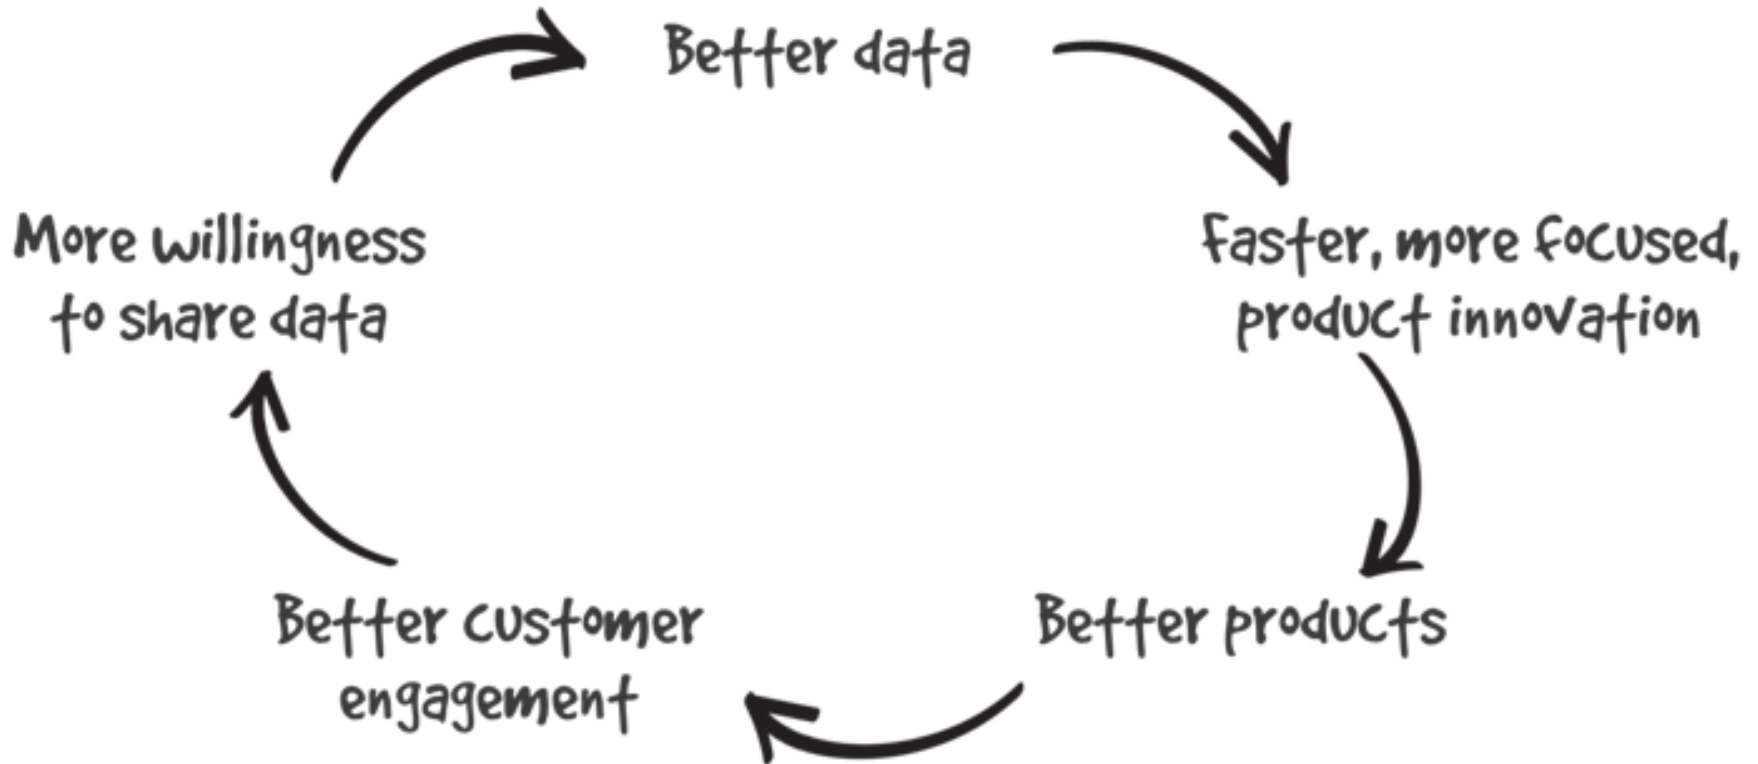 Better data
Faster, more focused,
product innovation
Better products
Better customer
engagement
More willingness
to share data